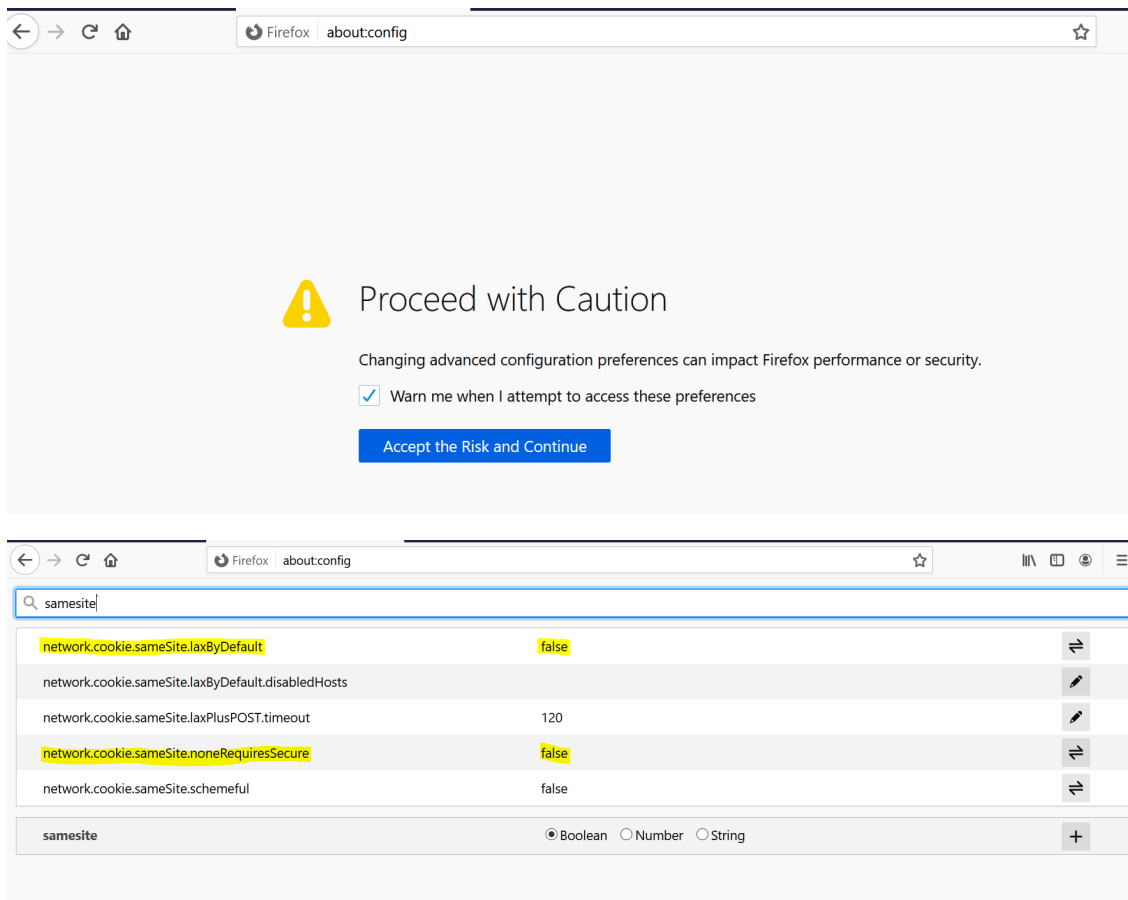 Firefox about:config
Proceed with Caution
Changing advanced configuration preferences can impact Firefox performance or security.
Warn me when I attempt to access these preferences
Accept the Risk and Continue
Firefox about:config
samesite
network.cookie.sameSite.laxByDefault false
network.cookie.sameSite.laxByDefault.disabledHosts
network.cookie.sameSite.laxPlusPOST.timeout 120
network.cookie.sameSite.noneRequiresSecure false
network.cookie.sameSite.schemeful false
samesite Boolean Number String